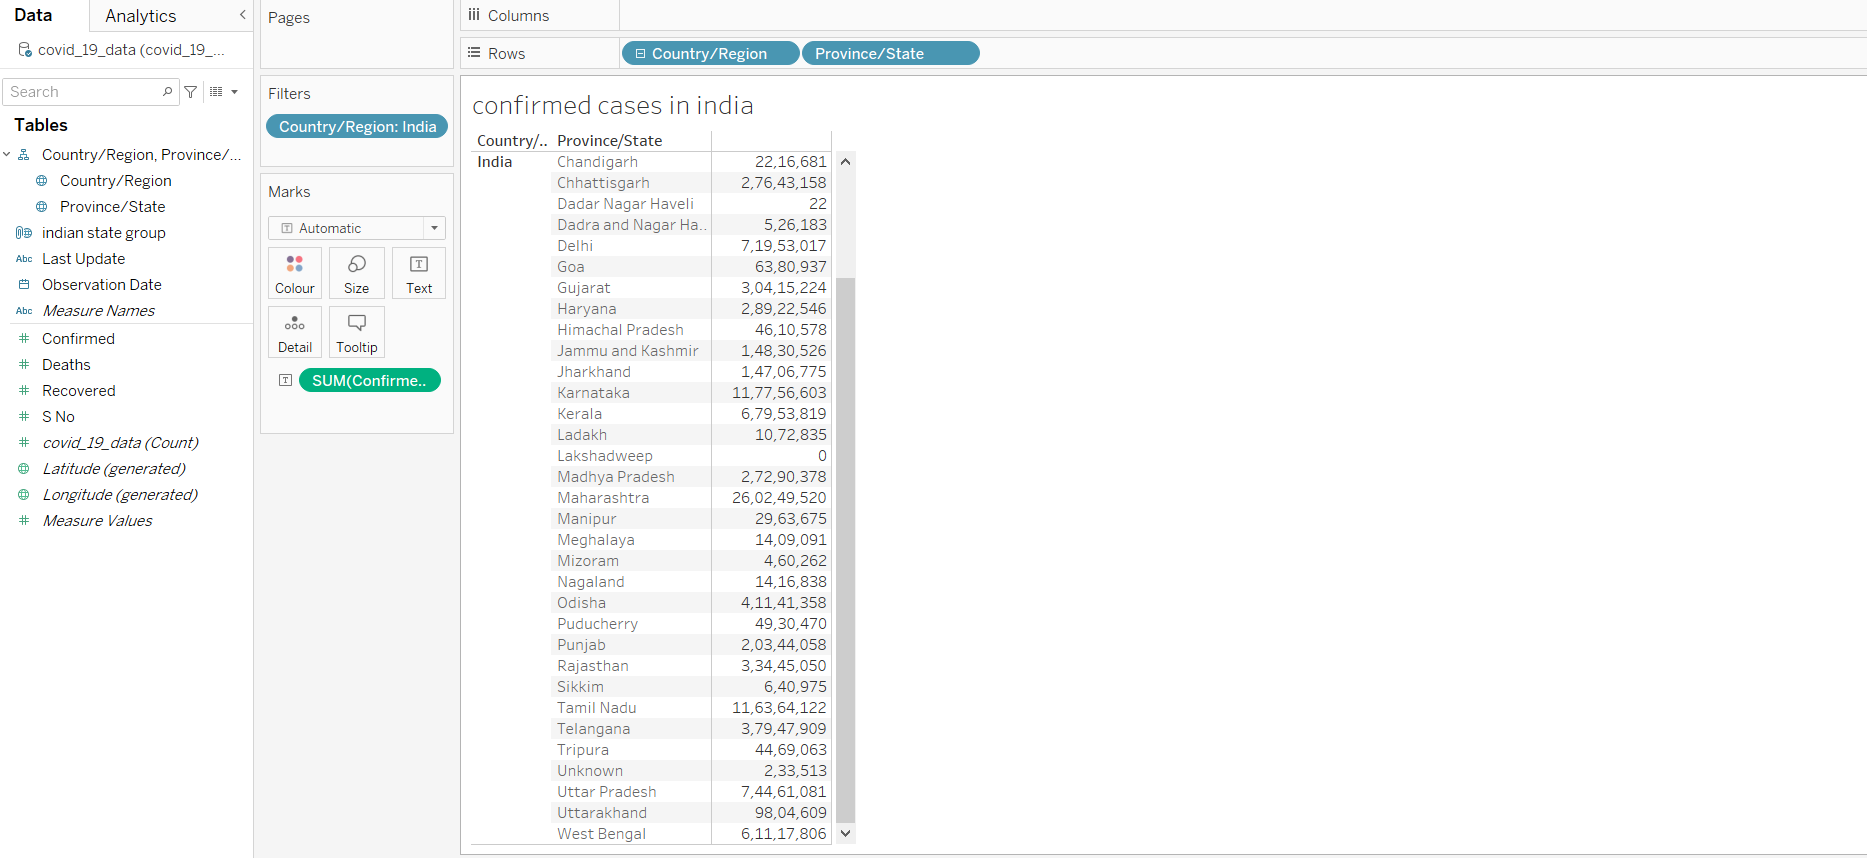 Data
Analytics
covid_19_data (covid_19_...
Search
Tables
Country/Region, Province/...
Country/Region
Province/State
indian state group
Abc Last Update
Observation Date
Abc Measure Names
Confirmed
Deaths
Recovered
S No
covid_19_data (Count)
Latitude (generated)
Longitude (generated)
Measure Values
Pages
Filters
Country/Region: India
Marks
T Automatic
Colour
Size
T Text
Detail
Tooltip
T SUM(Confirme..
Columns
Rows Country/Region Province/State
confirmed cases in india
Country/.. Province/State
India Chandigarh 22,16,681
Chhattisgarh 2,76,43,158
Dadar Nagar Haveli 22
Dadra and Nagar Ha.. 5,26,183
Delhi 7,19,53,017
Goa 63,80,937
Gujarat 3,04,15,224
Haryana 2,89,22,546
Himachal Pradesh 46,10,578
Jammu and Kashmir 1,48,30,526
Jharkhand 1,47,06,775
Karnataka 11,77,56,603
Kerala 6,79,53,819
Ladakh 10,72,835
Lakshadweep 0
Madhya Pradesh 2,72,90,378
Maharashtra 26,02,49,520
Manipur 29,63,675
Meghalaya 14,09,091
Mizoram 4,60,262
Nagaland 14,16,838
Odisha 4,11,41,358
Puducherry 49,30,470
Punjab 2,03,44,058
Rajasthan 3,34,45,050
Sikkim 6,40,975
Tamil Nadu 11,63,64,122
Telangana 3,79,47,909
Tripura 44,69,063
Unknown 2,33,513
Uttar Pradesh 7,44,61,081
Uttarakhand 98,04,609
West Bengal 6,11,17,806